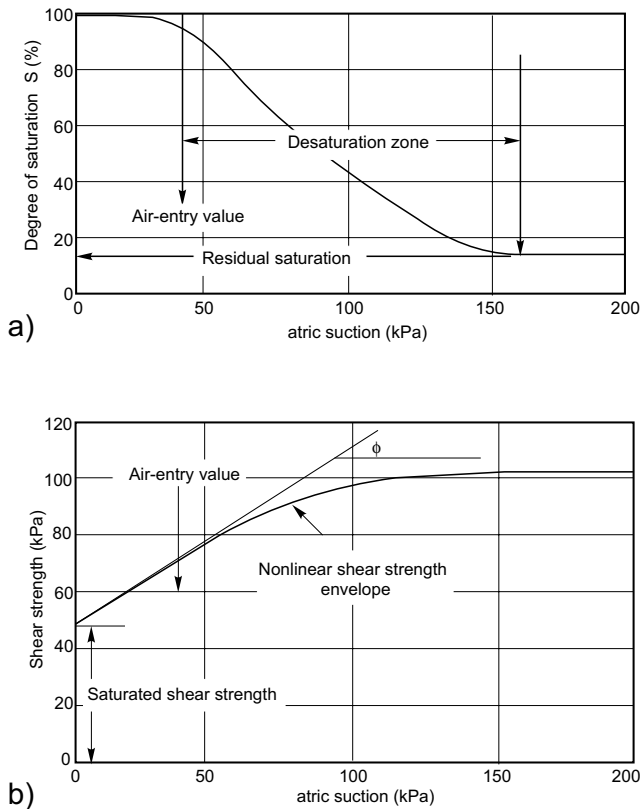 100
80
60
40
20
0
Degree of saturation S (%)
Desaturation zone
Air-entry value
Residual saturation
0 50 100 150 200
atric suction (kPa)
a)
120
100
80
60
40
20
0
Shear strength (kPa)
ϕ
Air-entry value
Nonlinear shear strength
envelope
Saturated shear strength
0 50 100 150 200
atric suction (kPa)
b)